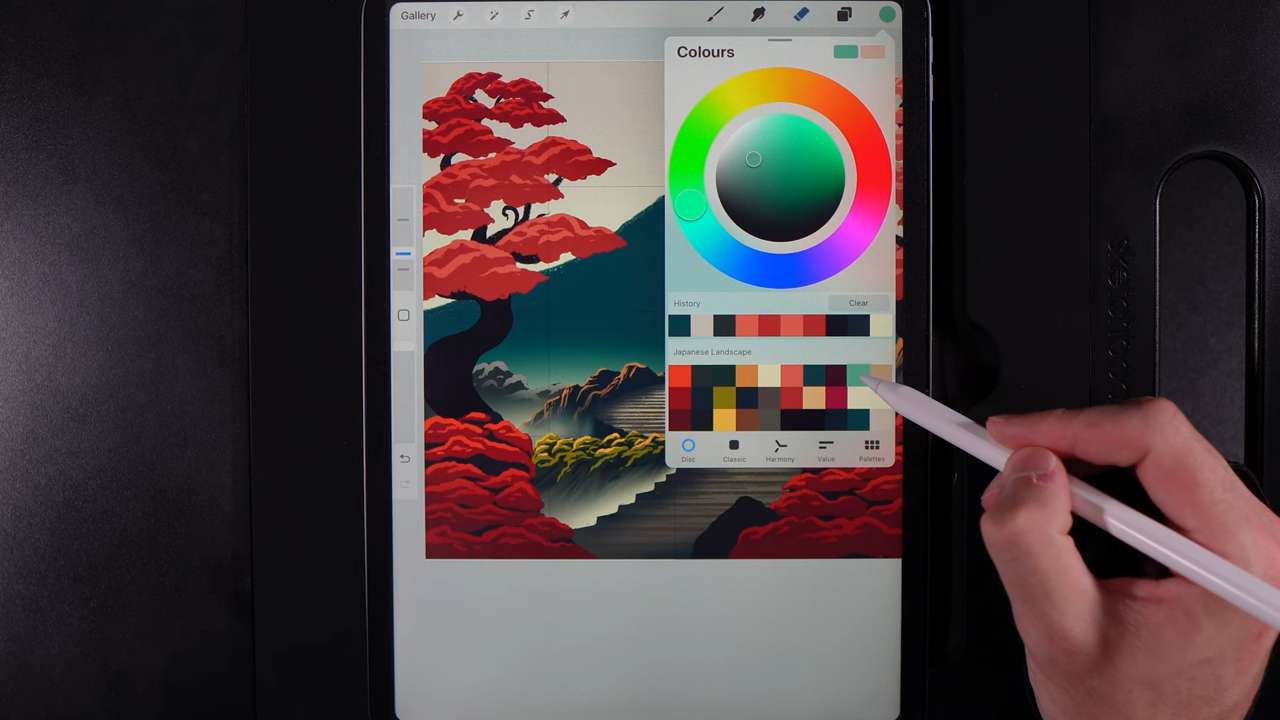 Gallery
Colours
History
Clear
Japanese Landscape
Disc
Classic
Harmony
Value
Palettes